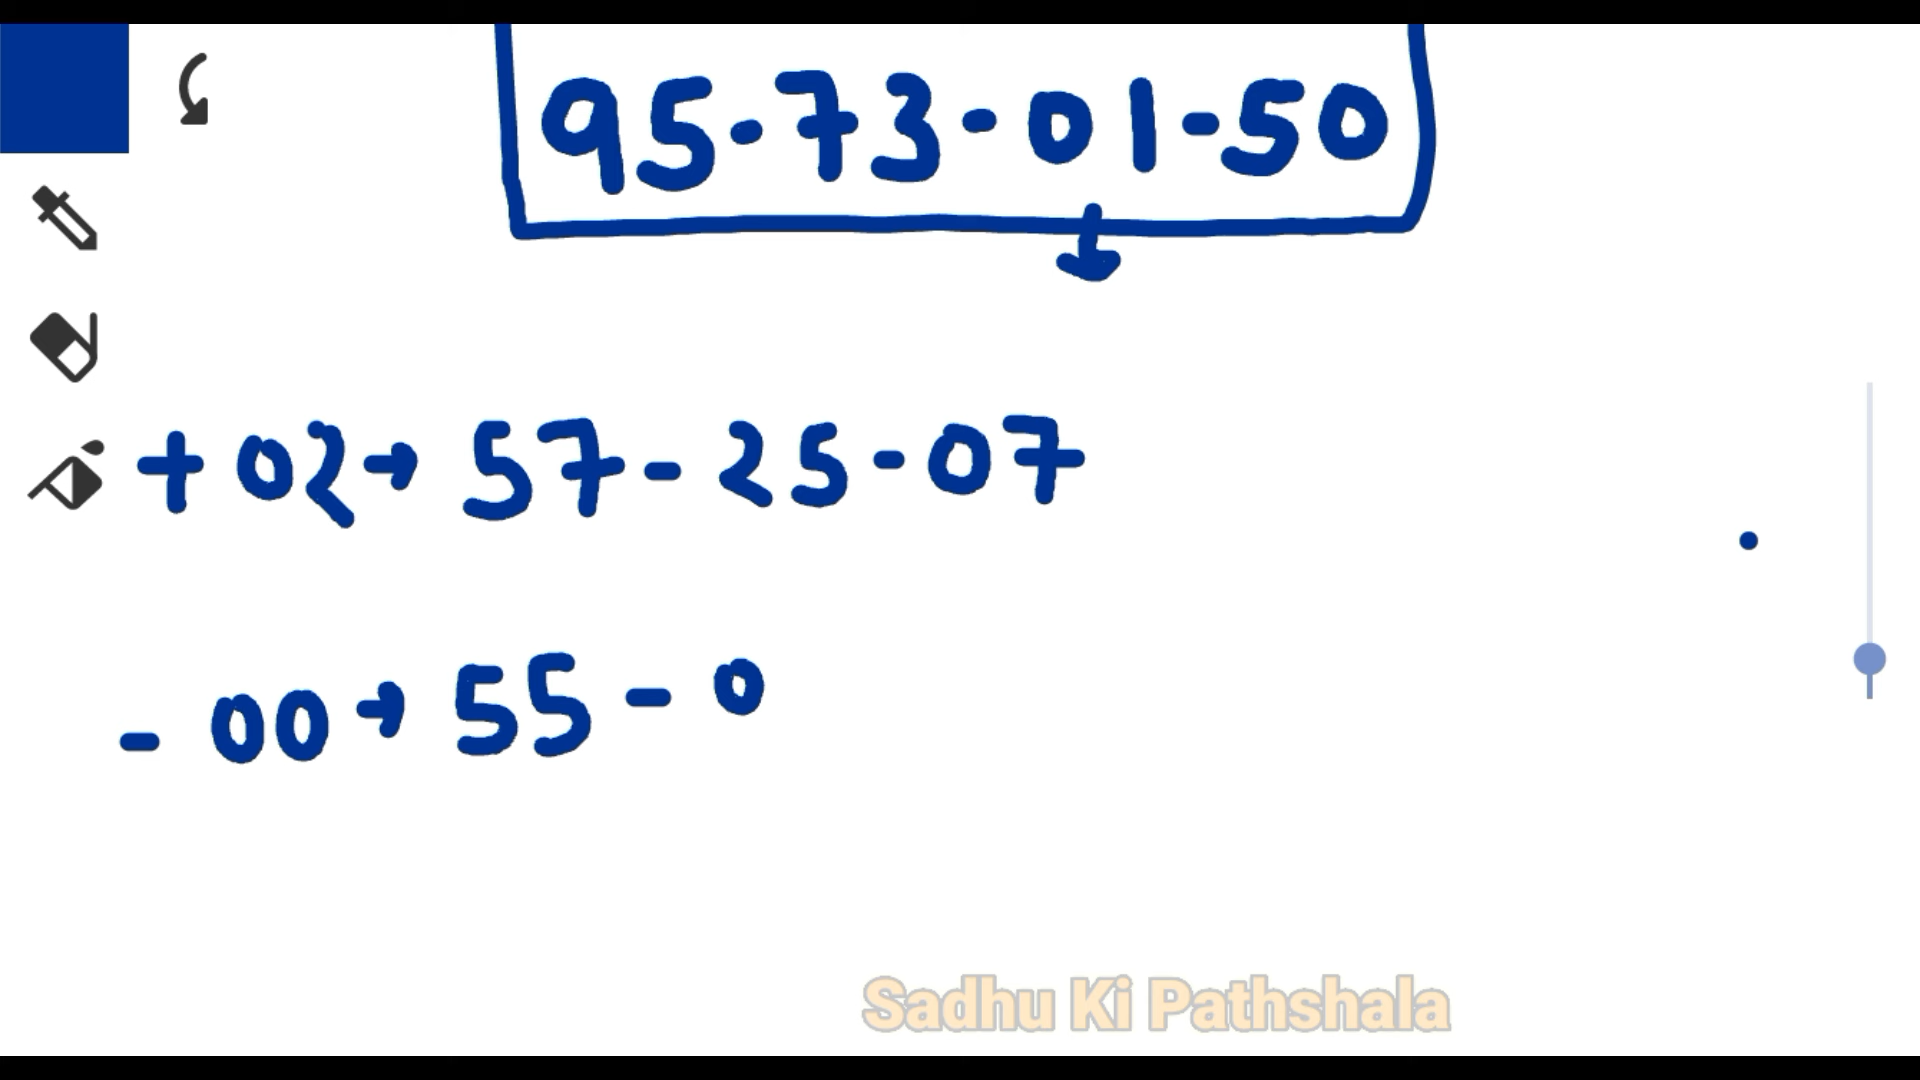 95-73-01-50
+ 02→ 57-25-07
- 00→ 55-0
Sadhu Ki Pathshala